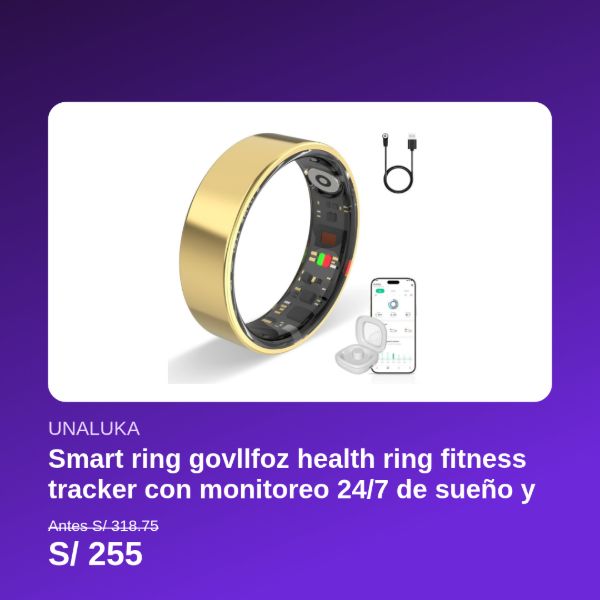 UNALUKA
Smart ring govllfoz health ring fitness
tracker con monitoreo 24/7 de sueño y
Antes S/ 318.75
S/ 255